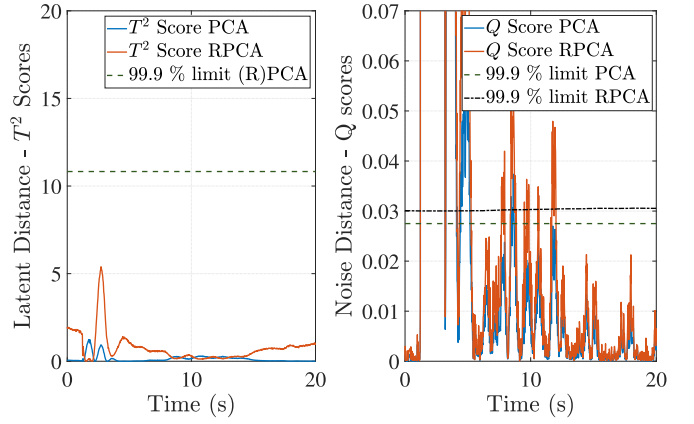 20
15
10
5
0
0
10
20
Latent Distance - T² Scores
Time (s)
T² Score PCA
T² Score RPCA
99.9 % limit (R)PCA
0.07
0.06
0.05
0.04
0.03
0.02
0.01
0
0
10
20
Noise Distance - Q scores
Time (s)
Q Score PCA
Q Score RPCA
99.9 % limit PCA
99.9 % limit RPCA